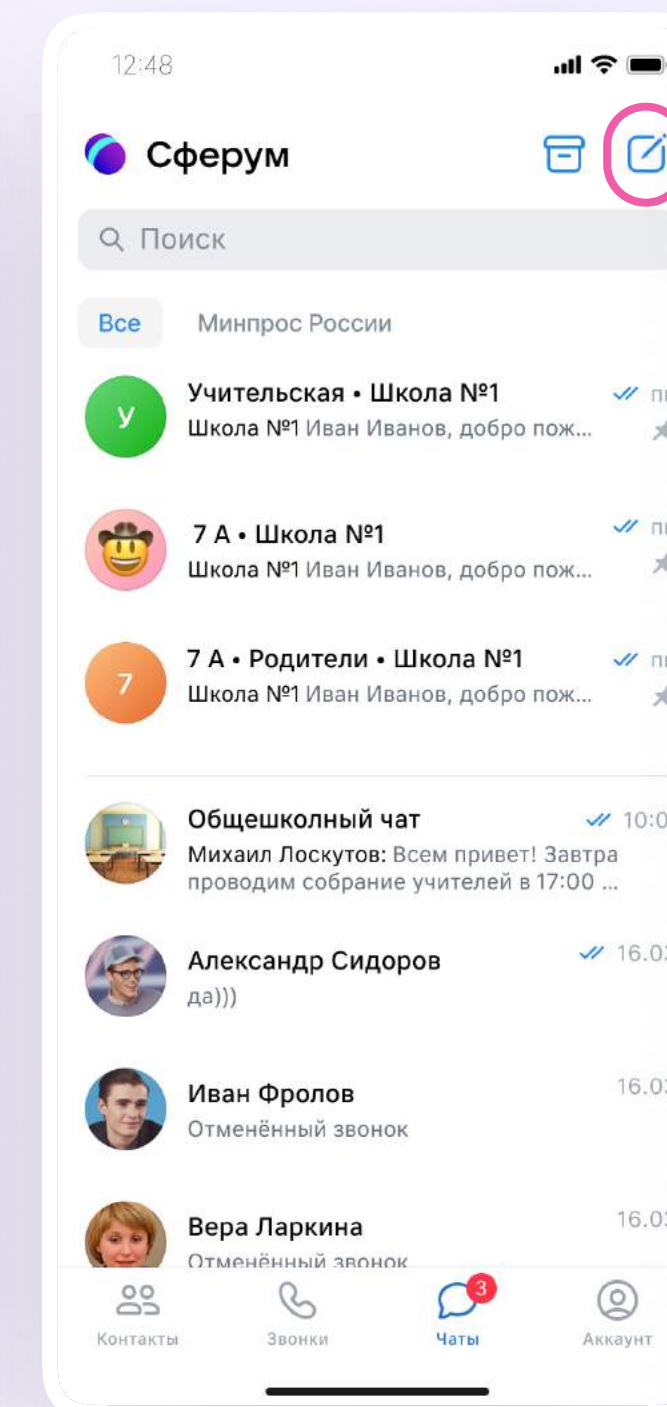 12:48
Сферум
Поиск
Все Минпрос России
У
Учительская • Школа №1
Школа №1 Иван Иванов, добро пож...
7 А • Школа №1
Школа №1 Иван Иванов, добро пож...
7
7 А • Родители • Школа №1
Школа №1 Иван Иванов, добро пож...
Общешколный чат
Михаил Лоскутов: Всем привет! Завтра
проводим собрание учителей в 17:00 ...
Александр Сидоров
да)))
Иван Фролов
Отменённый звонок
Вера Ларкина
Отменённый звонок
3
Контакты Звонки Чаты Аккаунт